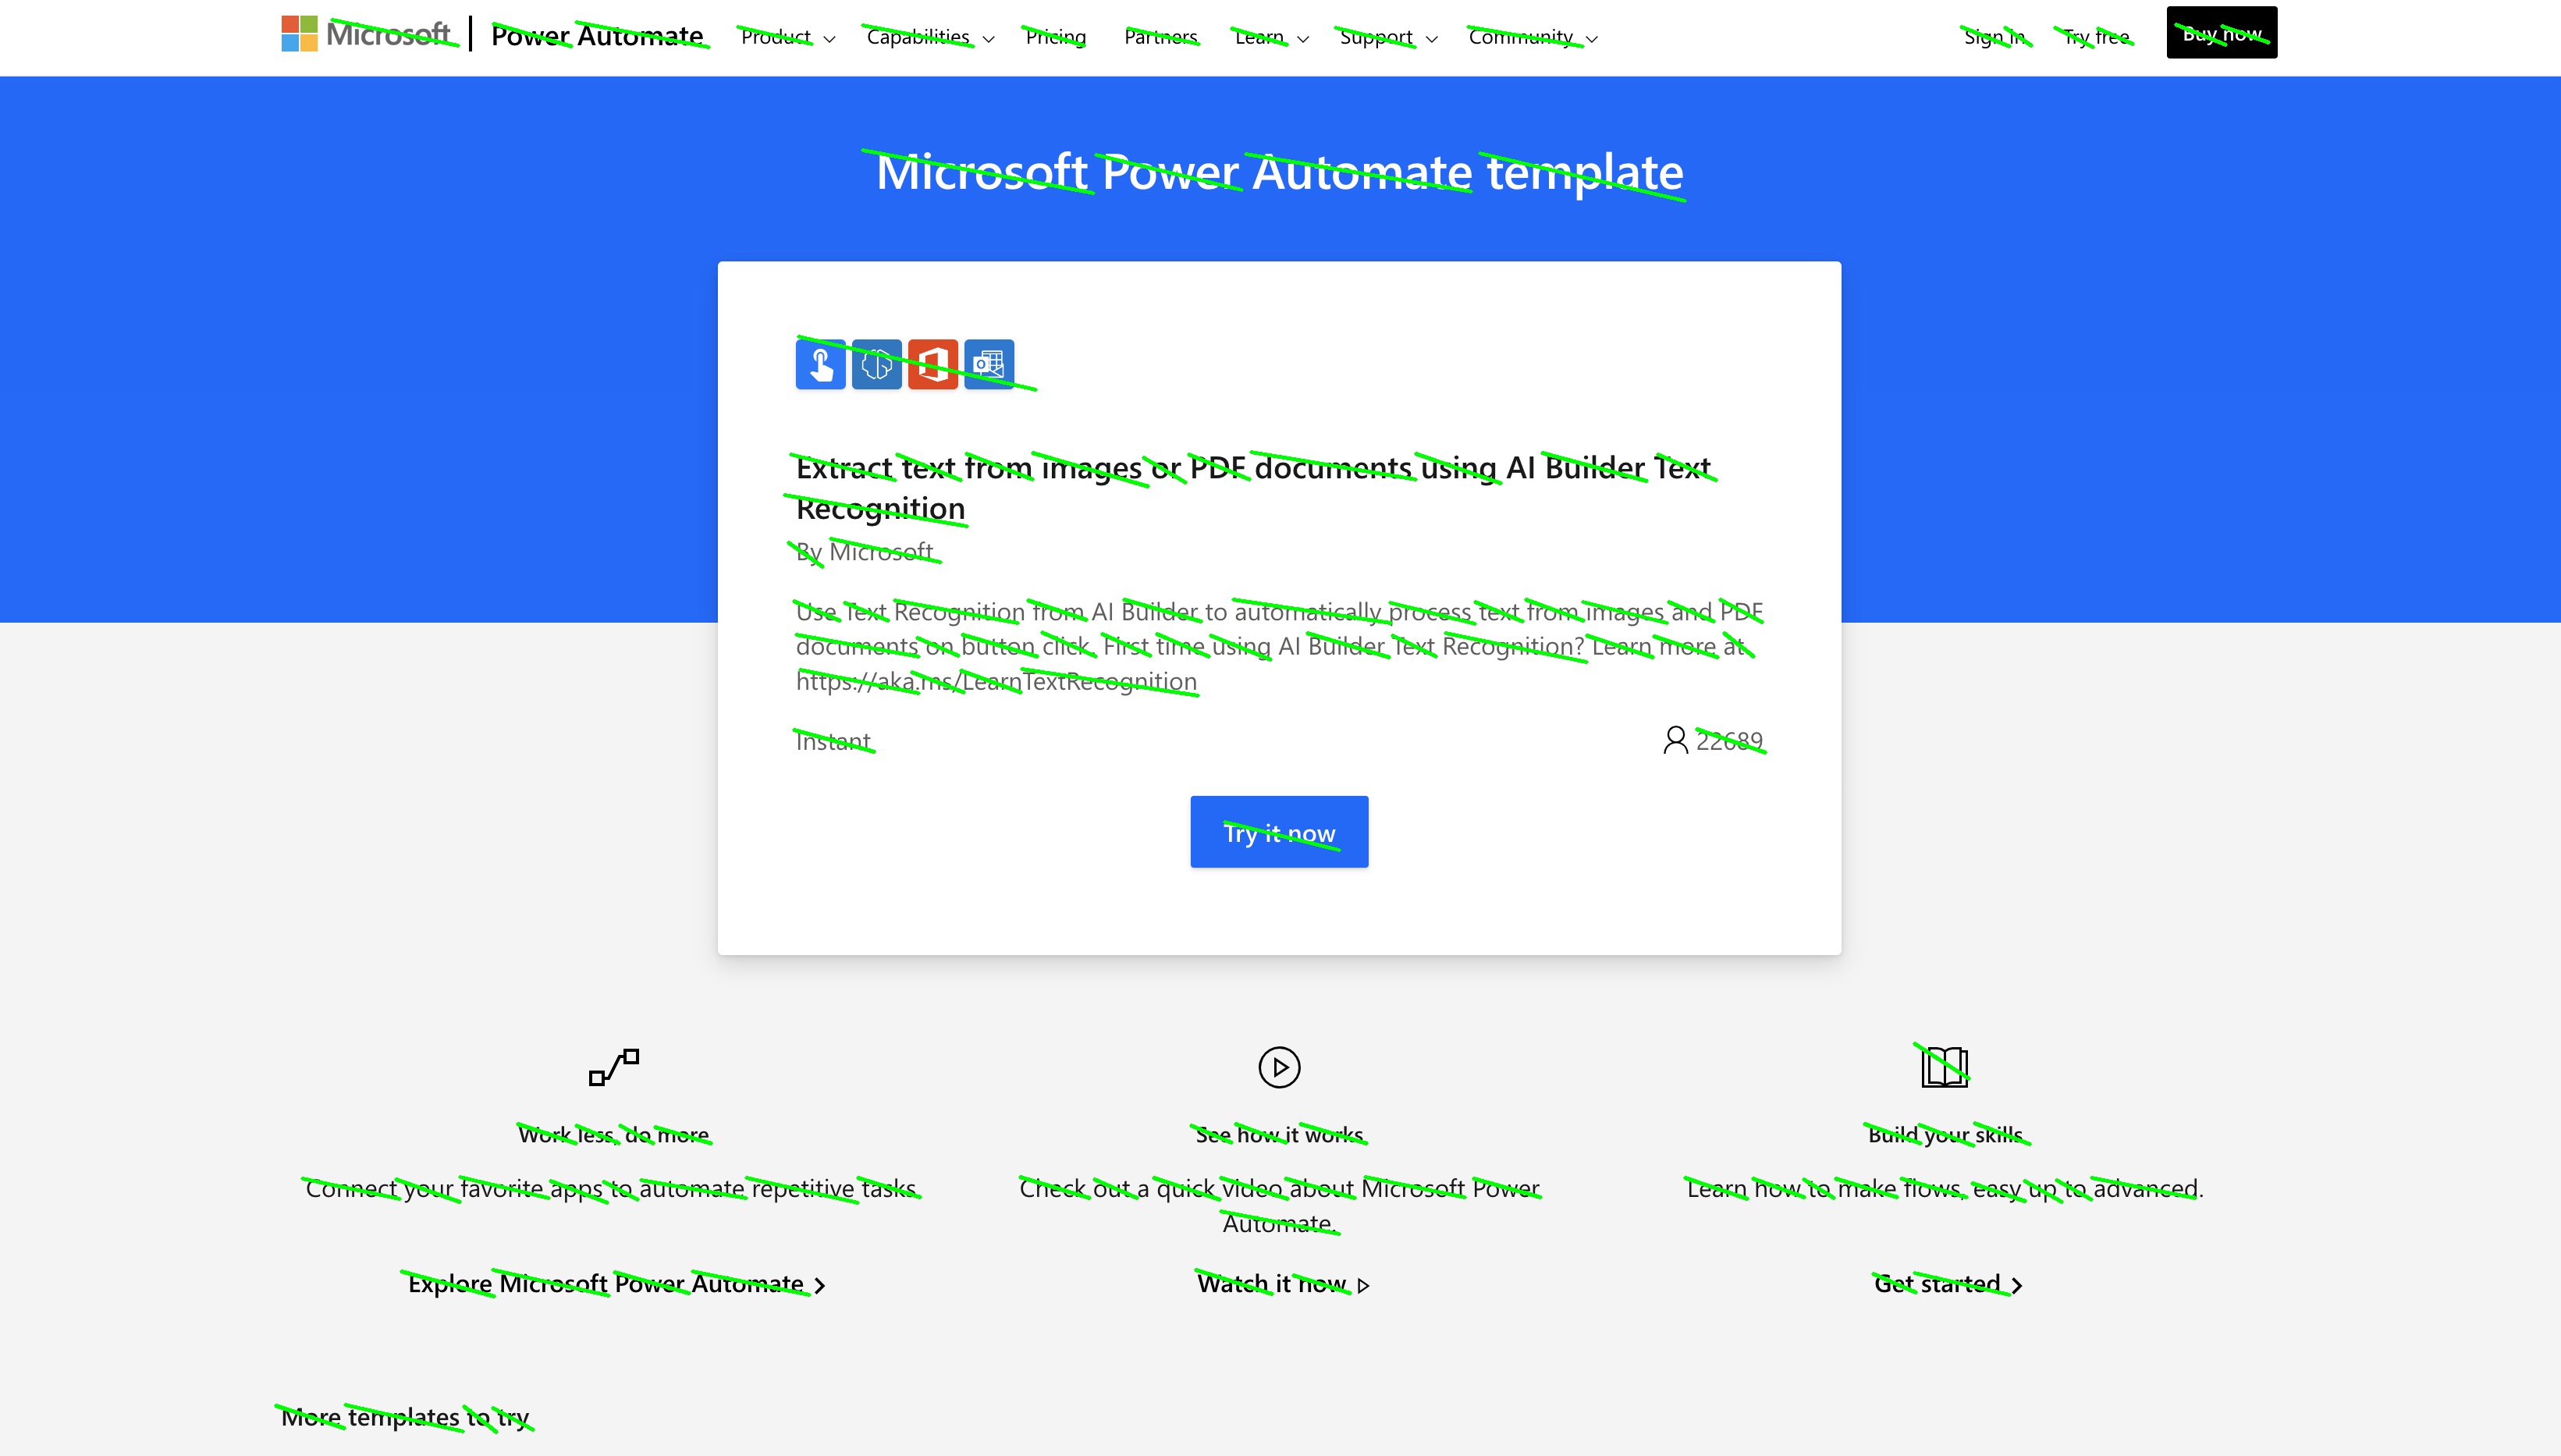 Microsoft | Power Automate Product Capabilities Pricing Partners Learn Support Community Sign in Try free Buy now
Microsoft Power Automate template
Extract text from images or PDF documents using AI Builder Text
Recognition
By Microsoft
Use Text Recognition from AI Builder to automatically process text from images and PDF
documents on button click. First time using AI Builder Text Recognition? Learn more at
https://aka.ms/LearnTextRecognition
Instant 22689
Try it now
Work less, do more
Connect your favorite apps to automate repetitive tasks.
Explore Microsoft Power Automate
See how it works
Check out a quick video about Microsoft Power
Automate.
Watch it now
Build your skills
Learn how to make flows, easy up to advanced.
Get started
More templates to try